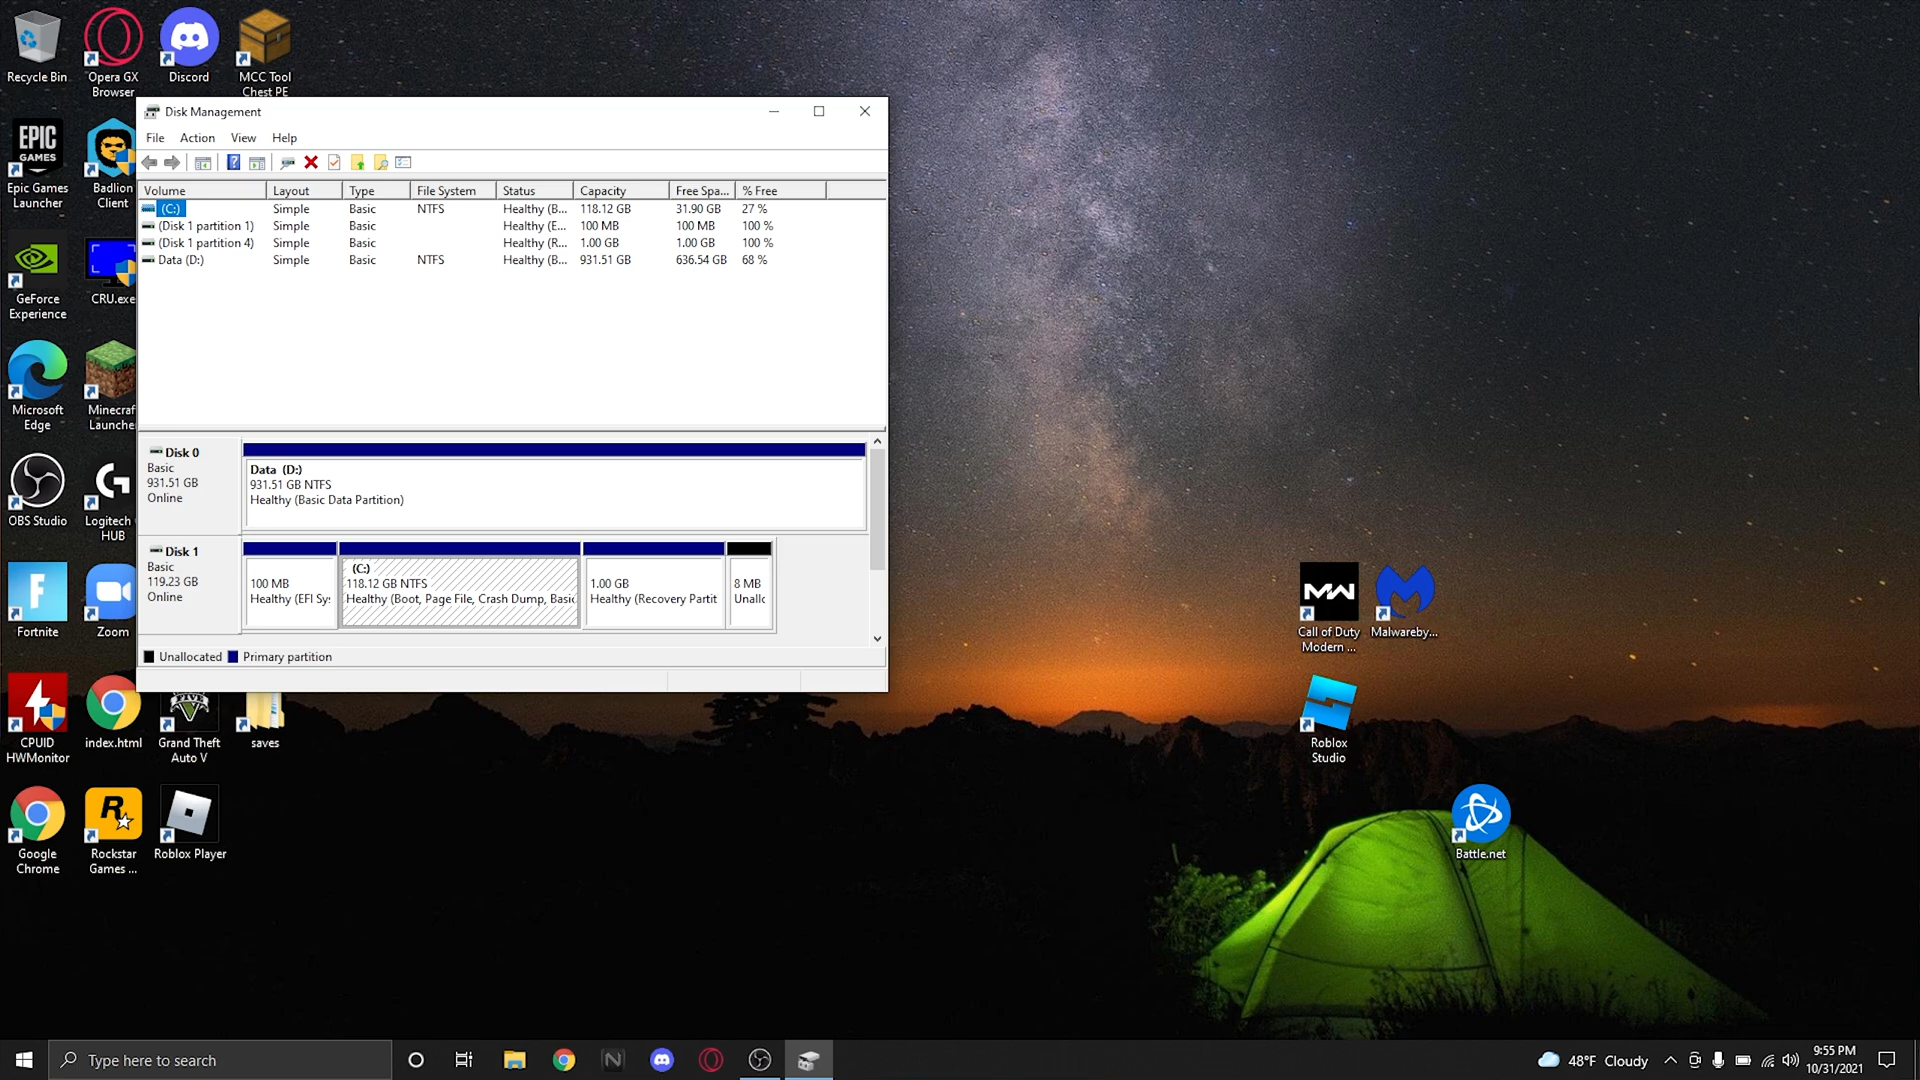 Recycle Bin
Opera GX
Browser
Discord
MCC Tool
Chest PE
EPIC
GAMES
Epic Games
Launcher
Badlion
Client
GeForce
Experience
CRU.exe
Microsoft
Edge
Minecraf
Launche
OBS Studio
Logitech
HUB
Fortnite
Zoom
CPUID
HWMonitor
index.html
Grand Theft
Auto V
saves
Google
Chrome
Rockstar
Games ...
Roblox Player
Disk Management
File Action View Help
Volume Layout Type File System Status Capacity Free Spa... % Free
(C:) Simple Basic NTFS Healthy (B... 118.12 GB 31.90 GB 27 %
(Disk 1 partition 1) Simple Basic Healthy (E... 100 MB 100 MB 100 %
(Disk 1 partition 4) Simple Basic Healthy (R... 1.00 GB 1.00 GB 100 %
Data (D:) Simple Basic NTFS Healthy (B... 931.51 GB 636.54 GB 68 %
Disk 0
Basic
931.51 GB
Online
Data (D:)
931.51 GB NTFS
Healthy (Basic Data Partition)
Disk 1
Basic
119.23 GB
Online
100 MB
Healthy (EFI Sy:
(C:)
118.12 GB NTFS
Healthy (Boot, Page File, Crash Dump, Basic
1.00 GB
Healthy (Recovery Partit
8 MB
Unallc
Unallocated Primary partition
MW
Call of Duty
Modern ...
Malwareby...
Roblox
Studio
Battle.net
Type here to search
48°F Cloudy
9:55 PM
10/31/2021